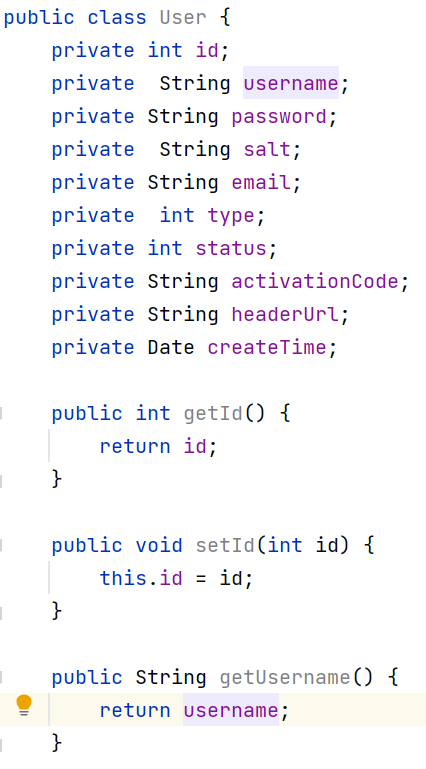 public class User {
    private int id;
    private  String username;
    private String password;
    private  String salt;
    private String email;
    private  int type;
    private int status;
    private String activationCode;
    private String headerUrl;
    private Date createTime;
    public int getId() {
        return id;
    }
    public void setId(int id) {
        this.id = id;
    }
    public String getUsername() {
        return username;
    }